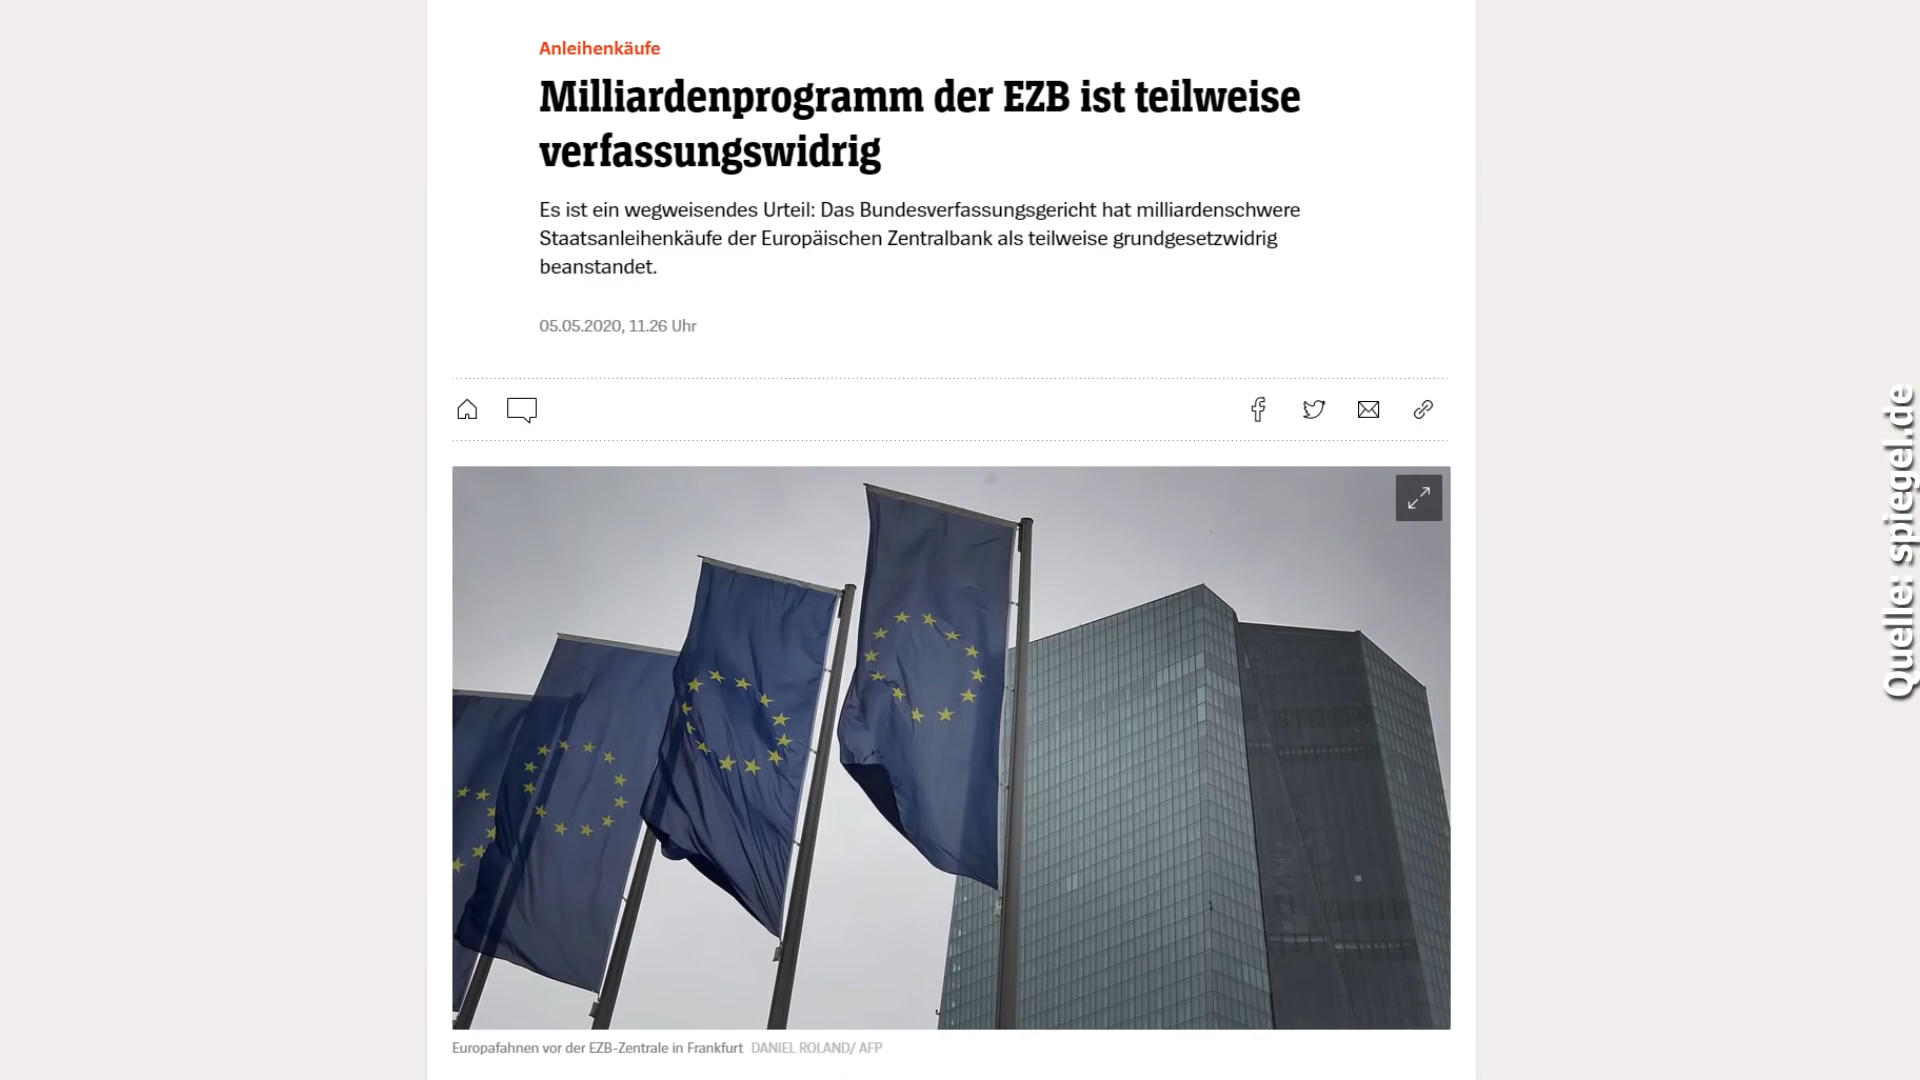 Anleihenkäufe
Milliardenprogramm der EZB ist teilweise
verfassungswidrig
Es ist ein wegweisendes Urteil: Das Bundesverfassungsgericht hat milliardenschwere
Staatsanleihenkäufe der Europäischen Zentralbank als teilweise grundgesetzwidrig
beanstandet.
05.05.2020, 11.26 Uhr
Europafahnen vor der EZB-Zentrale in Frankfurt DANIEL ROLAND/ AFP
Quelle: spiegel.de